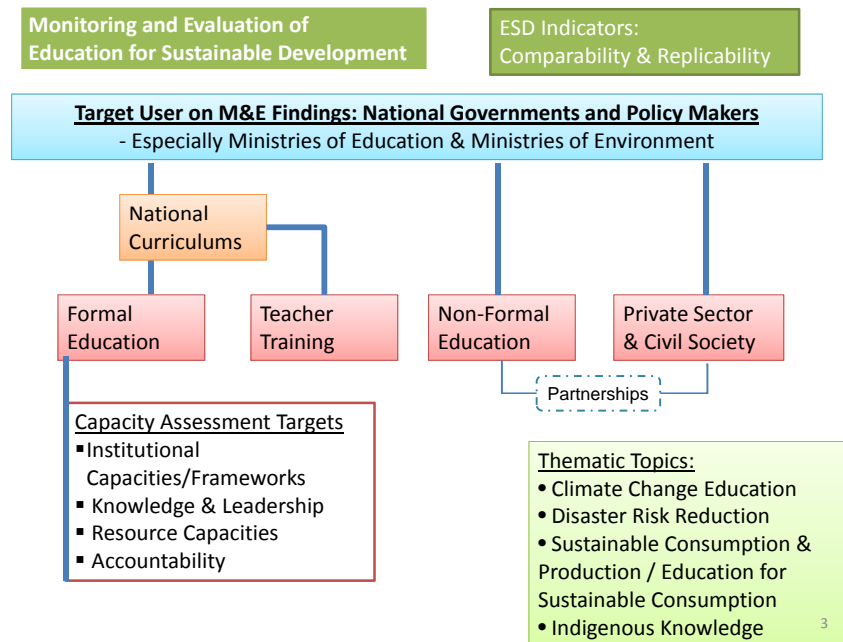 Monitoring and Evaluation of
Education for Sustainable Development
ESD Indicators:
Comparability & Replicability
Target User on M&E Findings: National Governments and Policy Makers
- Especially Ministries of Education & Ministries of Environment
National
Curriculums
Formal
Education
Teacher
Training
Non-Formal
Education
Private Sector
& Civil Society
Partnerships
Capacity Assessment Targets
▪Institutional
Capacities/Frameworks
▪ Knowledge & Leadership
▪ Resource Capacities
▪ Accountability
Thematic Topics:
• Climate Change Education
• Disaster Risk Reduction
• Sustainable Consumption &
Production / Education for
Sustainable Consumption
• Indigenous Knowledge
3